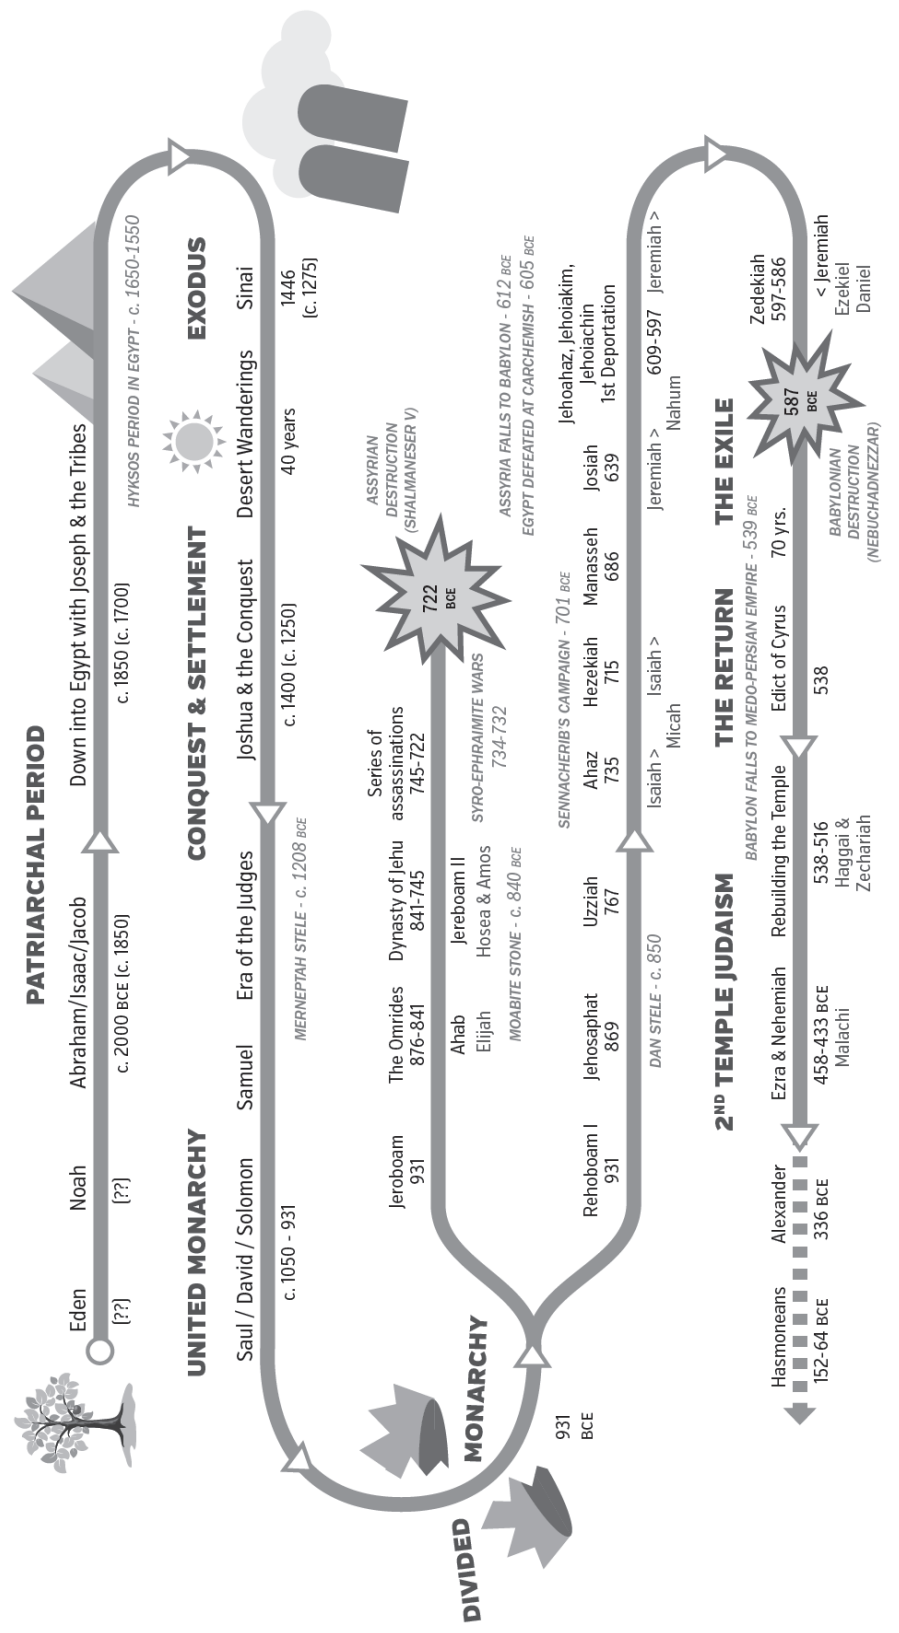 PATRIARCHAL PERIOD
Eden
(??)
Noah
(??)
Abraham/Isaac/Jacob
c. 2000 BCE (c. 1850)
Down into Egypt with Joseph & the Tribes
c. 1850 (c. 1700)
HYKSOS PERIOD IN EGYPT - c. 1650-1550
EXODUS
Sinai
1446
(c. 1275)
Desert Wanderings
40 years
CONQUEST & SETTLEMENT
Joshua & the Conquest
c. 1400 (c. 1250)
Era of the Judges
MERNEPTAH STELE - c. 1208 BCE
Samuel
UNITED MONARCHY
Saul / David / Solomon
c. 1050 - 931
DIVIDED
MONARCHY
931
BCE
Jeroboam
931
The Omrides
876-841
Ahab
Elijah
Dynasty of Jehu
841-745
Jereboam II
Hosea & Amos
MOABITE STONE - c. 840 BCE
Series of
assassinations
745-722
SYRO-EPHRAIMITE WARS
734-732
722
BCE
ASSYRIAN
DESTRUCTION
(SHALMANESER V)
Rehoboam I
931
Jehosaphat
869
DAN STELE - c. 850
Uzziah
767
Ahaz
735
Isaiah >
Micah
Hezekiah
715
Isaiah >
SENNACHERIB'S CAMPAIGN - 701 BCE
Manasseh
686
Josiah
639
Jeremiah >
Nahum
ASSYRIA FALLS TO BABYLON - 612 BCE
EGYPT DEFEATED AT CARCHEMISH - 605 BCE
Jehoahaz, Jehoiakim,
Jehoiachin
1st Deportation
609-597
Jeremiah >
Zedekiah
597-586
< Jeremiah
Ezekiel
Daniel
THE EXILE
587
BCE
BABYLONIAN
DESTRUCTION
(NEBUCHADNEZZAR)
70 yrs.
THE RETURN
BABYLON FALLS TO MEDO-PERSIAN EMPIRE - 539 BCE
Edict of Cyrus
538
Rebuilding the Temple
538-516
Haggai &
Zechariah
2ND TEMPLE JUDAISM
Ezra & Nehemiah
458-433 BCE
Malachi
Alexander
336 BCE
Hasmoneans
152-64 BCE